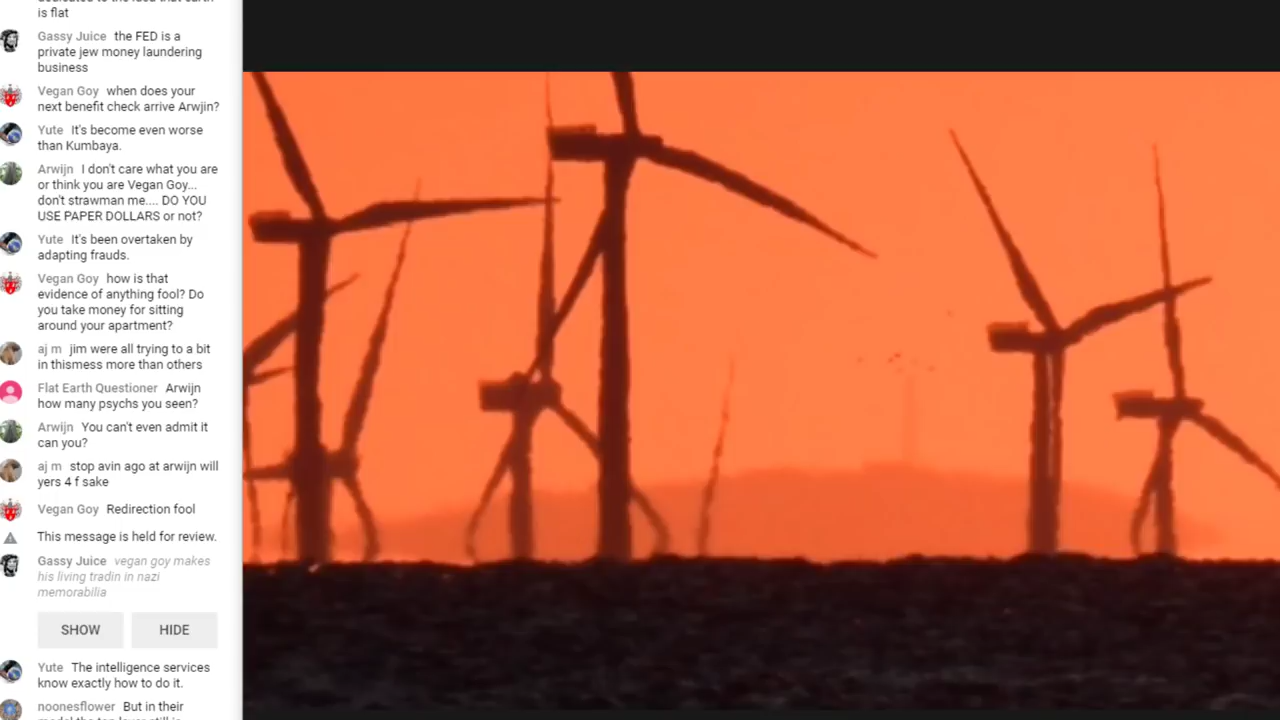 is flat
Gassy Juice the FED is a
private jew money laundering
business
Vegan Goy when does your
next benefit check arrive Arwjin?
Yute It's become even worse
than Kumbaya.
Arwijn I don't care what you are
or think you are Vegan Goy...
don't strawman me.... DO YOU
USE PAPER DOLLARS or not?
Yute It's been overtaken by
adapting frauds.
Vegan Goy how is that
evidence of anything fool? Do
you take money for sitting
around your apartment?
aj m jim were all trying to a bit
in thismess more than others
Flat Earth Questioner Arwijn
how many psychs you seen?
Arwijn You can't even admit it
can you?
aj m stop avin ago at arwijn will
yers 4 f sake
Vegan Goy Redirection fool
This message is held for review.
Gassy Juice vegan goy makes
his living tradin in nazi
memorabilia
SHOW HIDE
Yute The intelligence services
know exactly how to do it.
noonesflower But in their